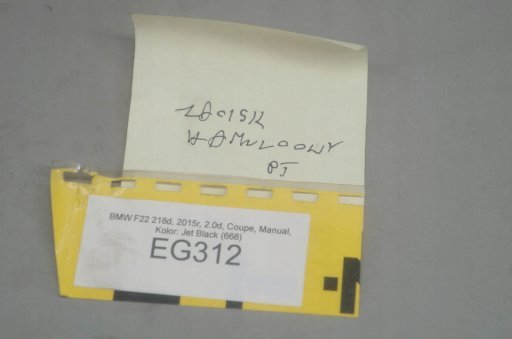 ZACISK
HAMULCOWY
PT
BMW F22 218d, 2015r, 2.0d, Coupe, Manual,
Kolor: Jet Black (668)
EG312